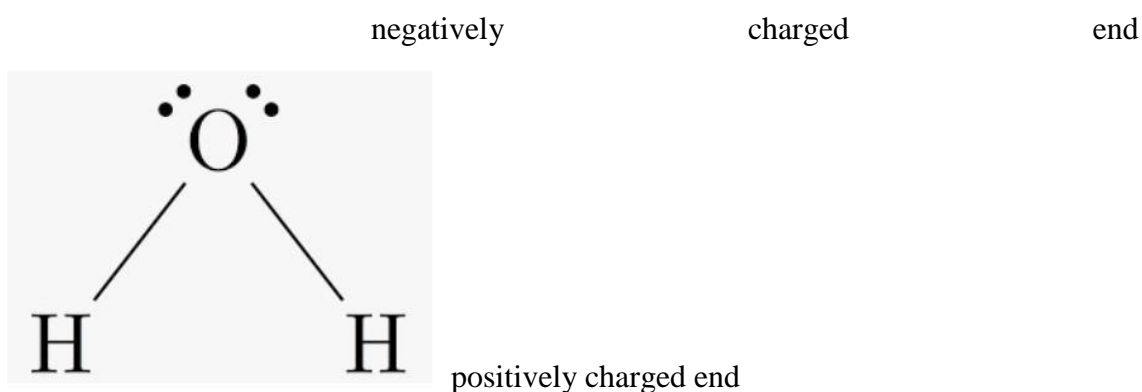 negatively charged end
O
H H
positively charged end